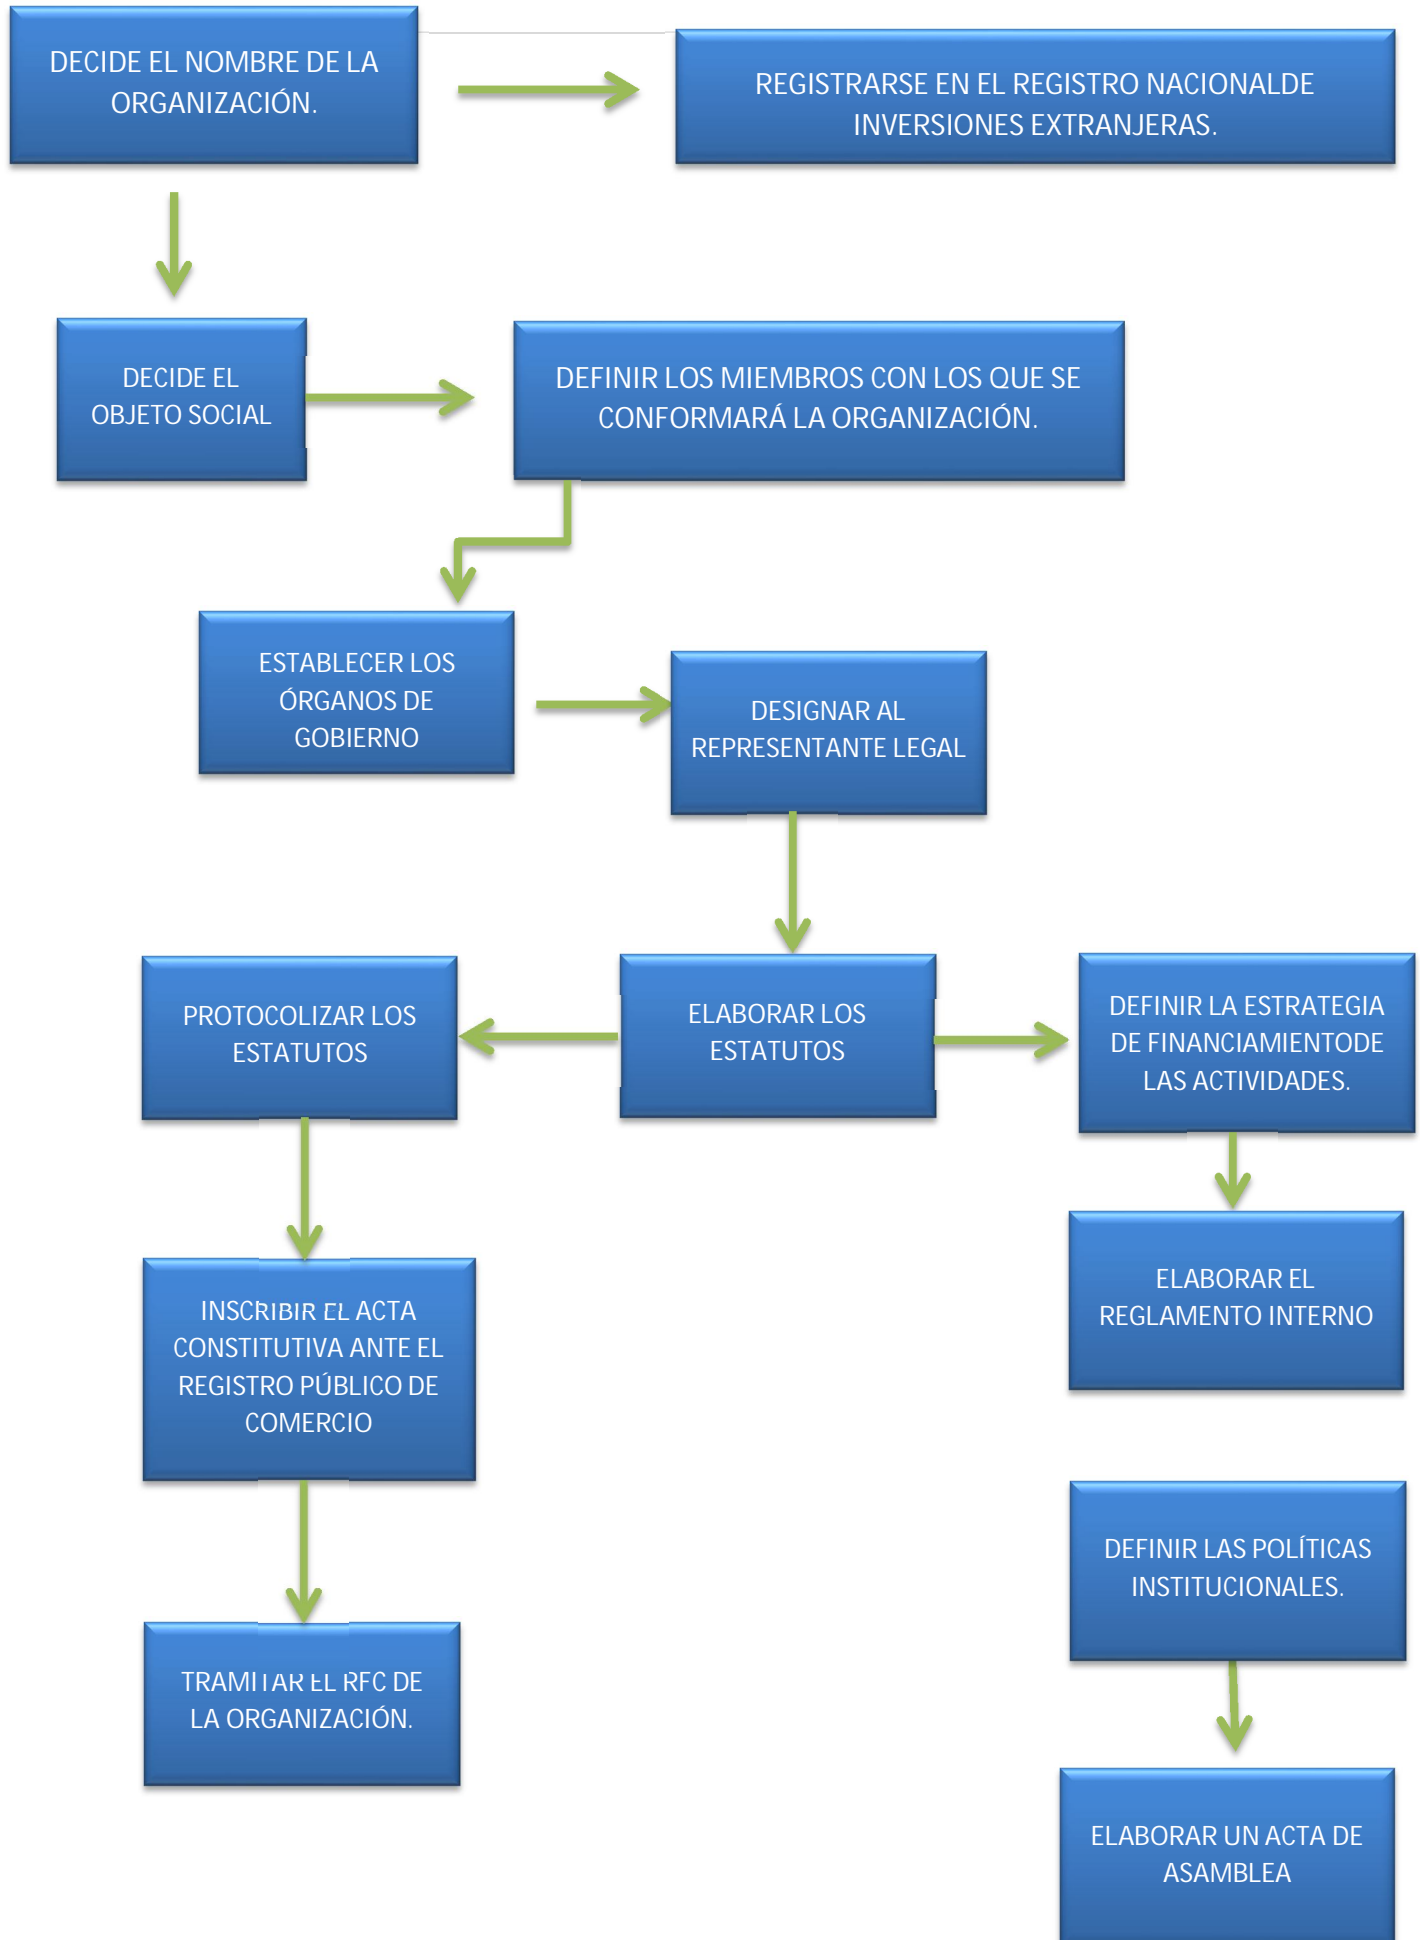 DECIDE EL NOMBRE DE LA
ORGANIZACIÓN.
REGISTRARSE EN EL REGISTRO NACIONALDE
INVERSIONES EXTRANJERAS.
DECIDE EL
OBJETO SOCIAL
DEFINIR LOS MIEMBROS CON LOS QUE SE
CONFORMARÁ LA ORGANIZACIÓN.
ESTABLECER LOS
ÓRGANOS DE
GOBIERNO
DESIGNAR AL
REPRESENTANTE LEGAL
PROTOCOLIZAR LOS
ESTATUTOS
ELABORAR LOS
ESTATUTOS
DEFINIR LA ESTRATEGIA
DE FINANCIAMIENTODE
LAS ACTIVIDADES.
INSCRIBIR EL ACTA
CONSTITUTIVA ANTE EL
REGISTRO PÚBLICO DE
COMERCIO
ELABORAR EL
REGLAMENTO INTERNO
DEFINIR LAS POLÍTICAS
INSTITUCIONALES.
TRAMITAR EL RFC DE
LA ORGANIZACIÓN.
ELABORAR UN ACTA DE
ASAMBLEA